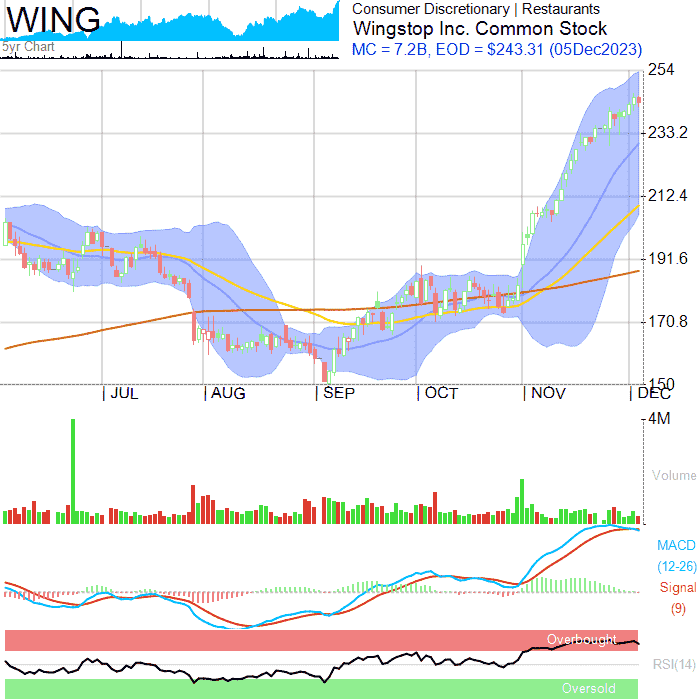 WING
5yr Chart
Consumer Discretionary | Restaurants
Wingstop Inc. Common Stock
MC = 7.2B, EOD = $243.31 (05Dec2023)
254
233.2
212.4
191.6
170.8
150
JUL AUG SEP OCT NOV DEC
4M
Volume
MACD
(12-26)
Signal
(9)
Overbought
RSI(14)
Oversold